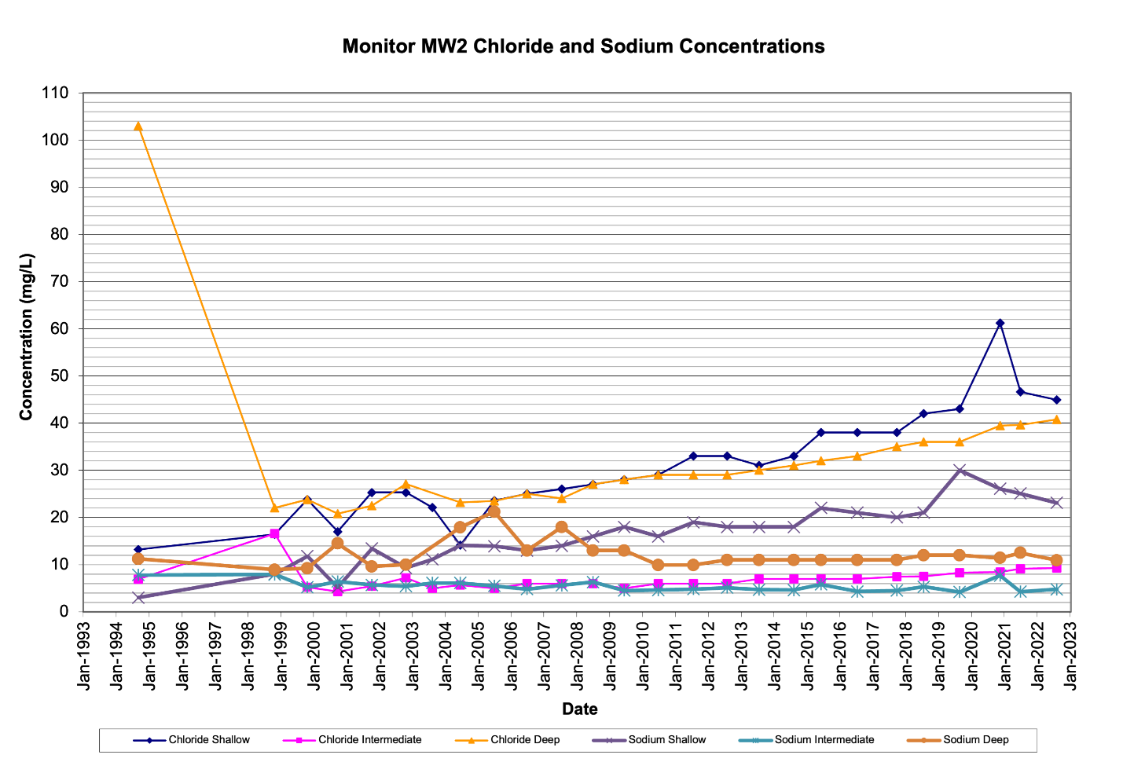 Monitor MW2 Chloride and Sodium Concentrations
110
100
90
80
70
60
50
40
30
20
10
0
Concentration (mg/L)
Jan-1993
Jan-1994
Jan-1995
Jan-1996
Jan-1997
Jan-1998
Jan-1999
Jan-2000
Jan-2001
Jan-2002
Jan-2003
Jan-2004
Jan-2005
Jan-2006
Jan-2007
Jan-2008
Jan-2009
Jan-2010
Jan-2011
Jan-2012
Jan-2013
Jan-2014
Jan-2015
Jan-2016
Jan-2017
Jan-2018
Jan-2019
Jan-2020
Jan-2021
Jan-2022
Jan-2023
Date
Chloride Shallow Chloride Intermediate Chloride Deep Sodium Shallow Sodium Intermediate Sodium Deep